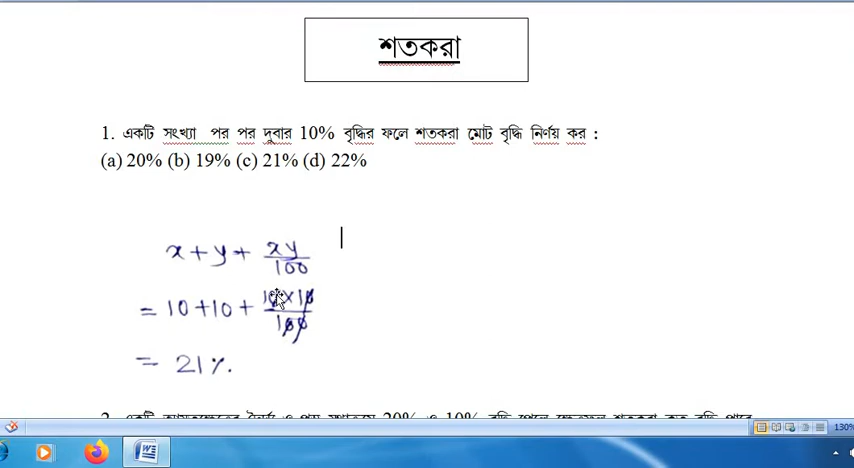 শতকরা
1. একটি সংখ্যা পর পর দুবার 10% বৃদ্ধির ফলে শতকরা মোট বৃদ্ধি নির্ণয় কর :
(a) 20% (b) 19% (c) 21% (d) 22%
x + y + xy/100
= 10 + 10 + 10×10/100
= 21%.
130%